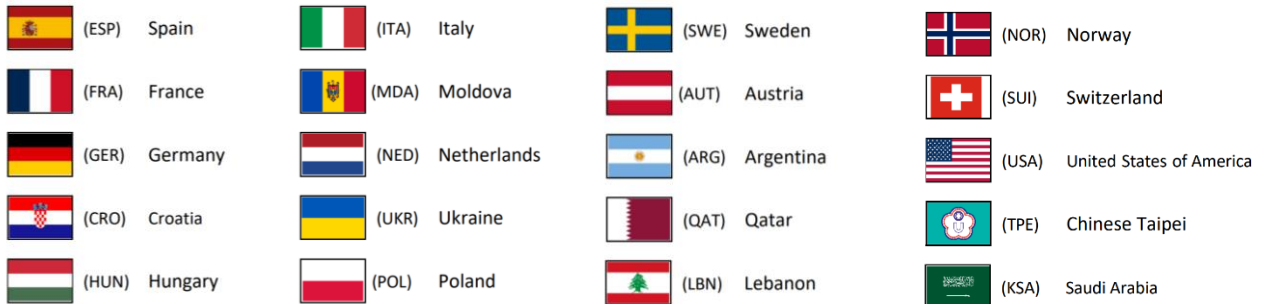 (ESP) Spain
(FRA) France
(GER) Germany
(CRO) Croatia
(HUN) Hungary
(ITA) Italy
(MDA) Moldova
(NED) Netherlands
(UKR) Ukraine
(POL) Poland
(SWE) Sweden
(AUT) Austria
(ARG) Argentina
(QAT) Qatar
(LBN) Lebanon
(NOR) Norway
(SUI) Switzerland
(USA) United States of America
(TPE) Chinese Taipei
(KSA) Saudi Arabia